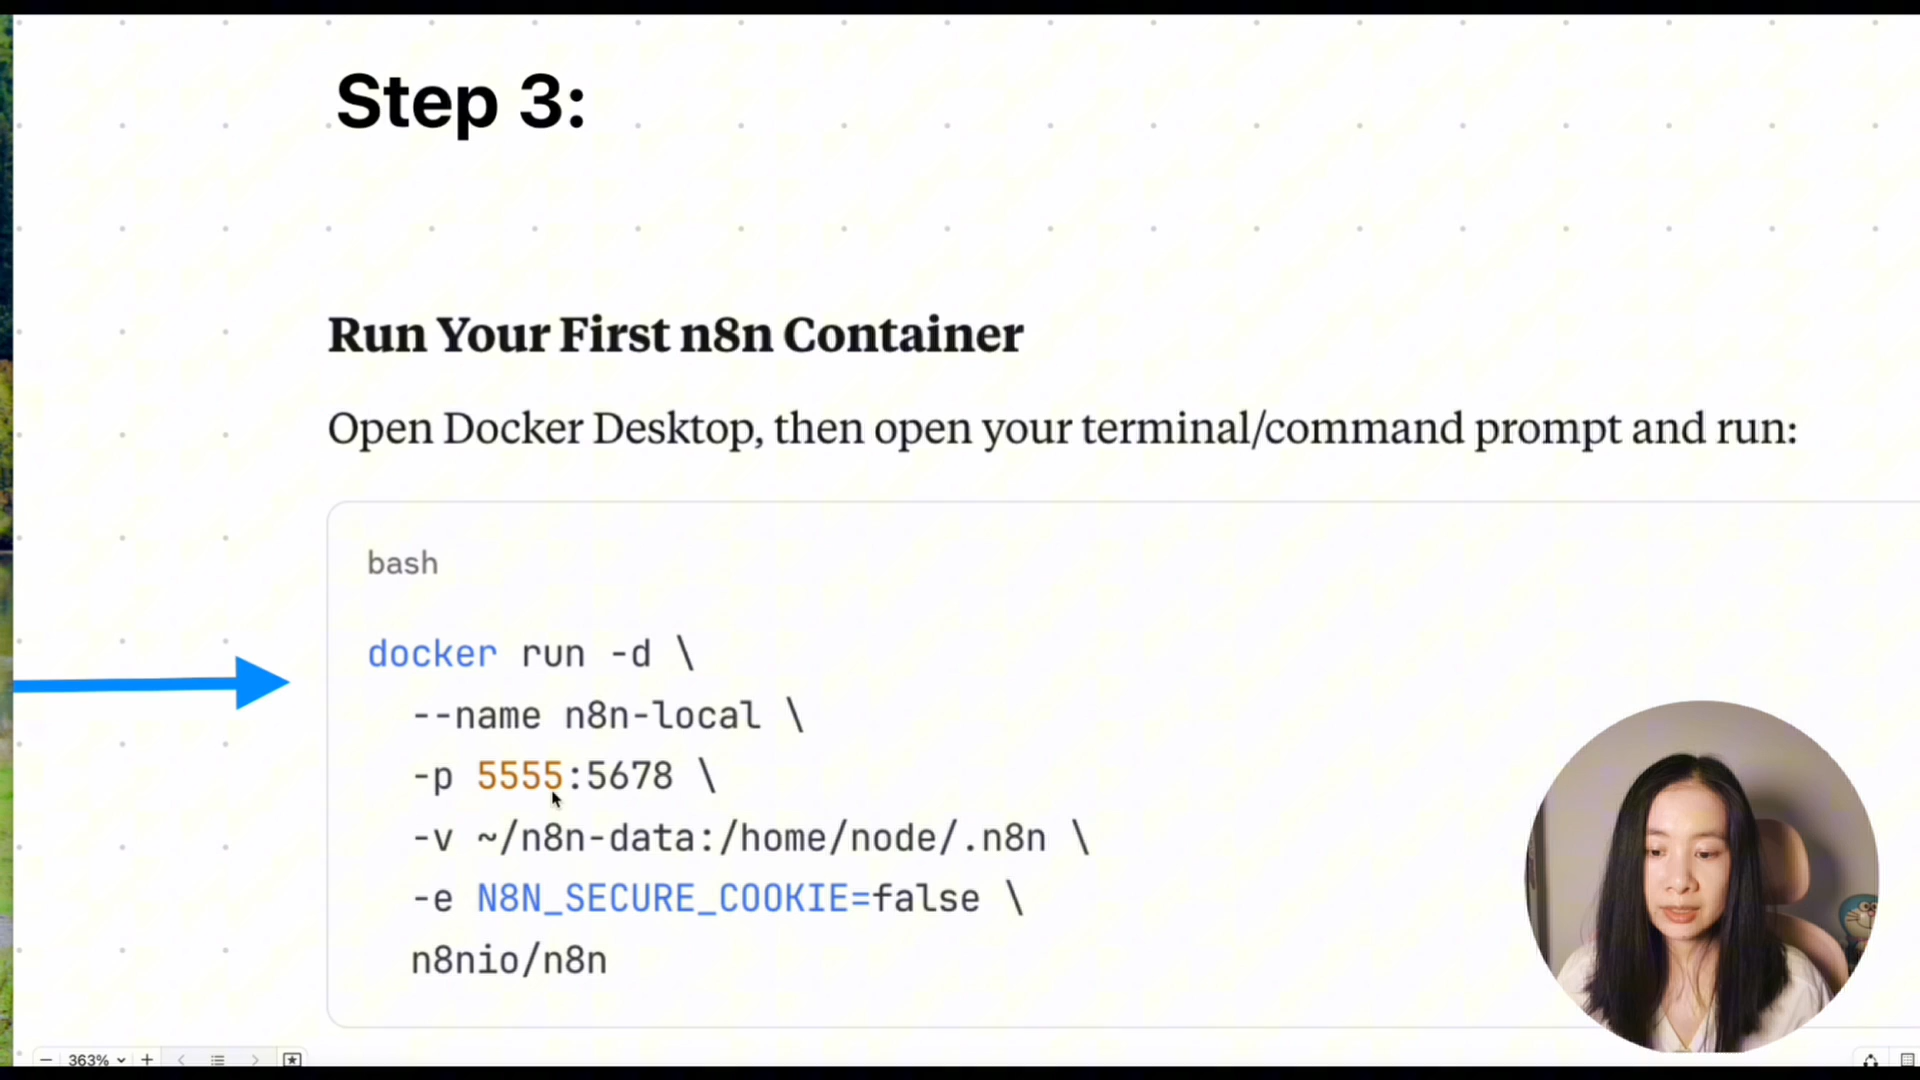 Step 3:
Run Your First n8n Container
Open Docker Desktop, then open your terminal/command prompt and run:
bash
docker run -d \
--name n8n-local \
-p 5555:5678 \
-v ~/n8n-data:/home/node/.n8n \
-e N8N_SECURE_COOKIE=false \
n8nio/n8n
363%